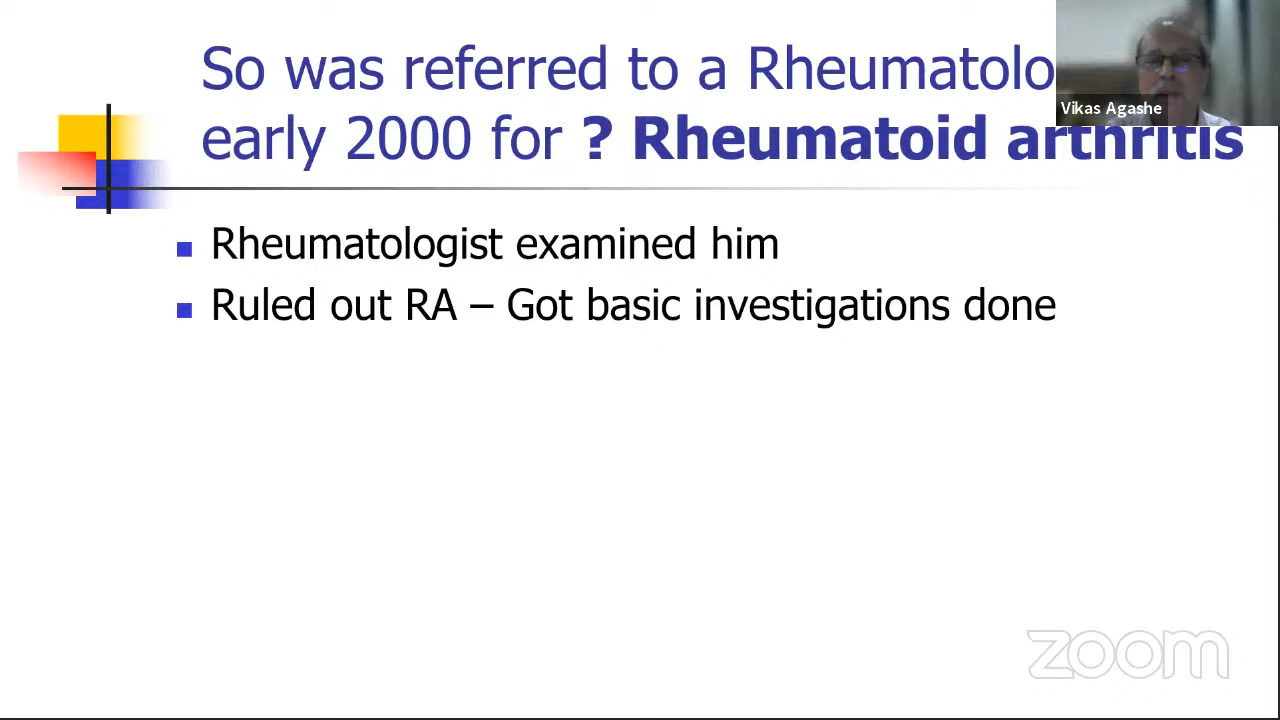 So was referred to a Rheumatolo
early 2000 for ? Rheumatoid arthritis
Vikas Agashe
Rheumatologist examined him
Ruled out RA – Got basic investigations done
zoom